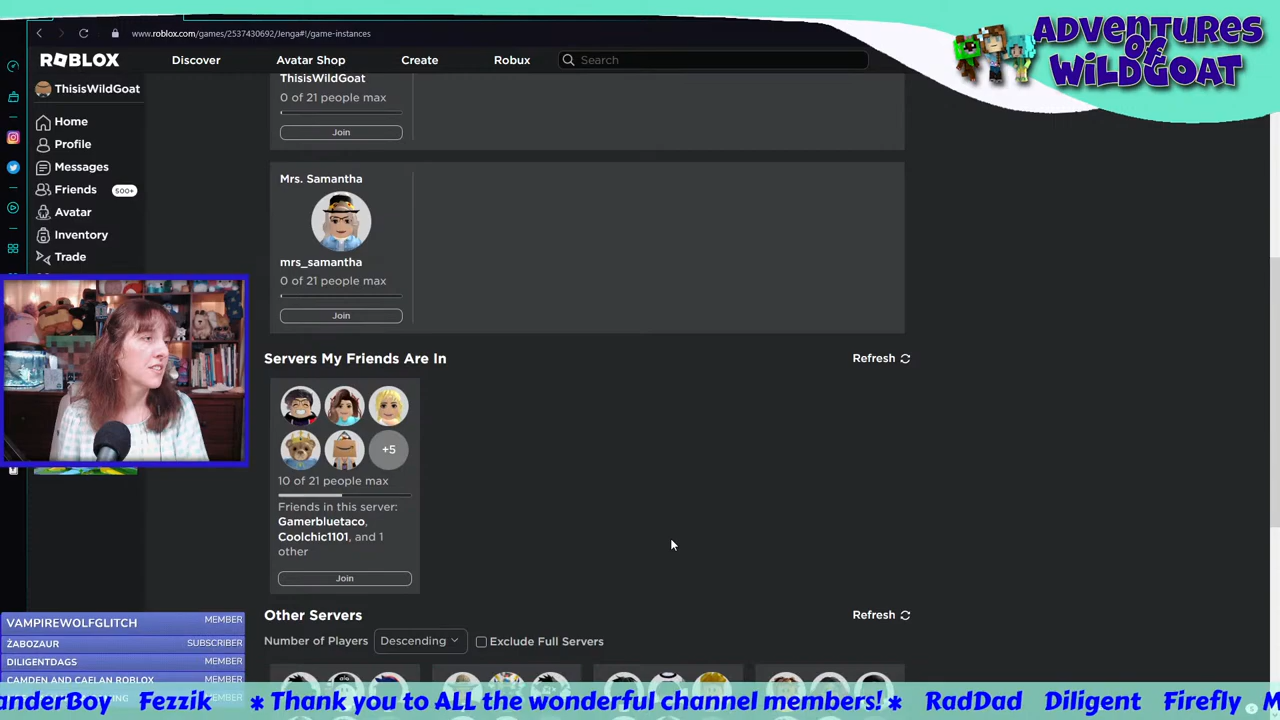 www.roblox.com/games/2537430692/Jenga#!/game-instances
ADVENTURES
OF
WILDGOAT
ROBLOX
Discover
Avatar Shop
Create
Robux
Search
ThisisWildGoat
Home
Profile
Messages
Friends
500+
Avatar
Inventory
Trade
ThisisWildGoat
0 of 21 people max
Join
Mrs. Samantha
mrs_samantha
0 of 21 people max
Join
Servers My Friends Are In
Refresh
+5
10 of 21 people max
Friends in this server:
Gamerbluetaco,
Coolchic1101, and 1
other
Join
Other Servers
Refresh
Number of Players
Descending
Exclude Full Servers
VAMPIREWOLFGLITCH MEMBER
ŻABOZAUR SUBSCRIBER
DILIGENTDAGS MEMBER
CAMDEN AND CAELAN ROBLOX MEMBER
MEMBER
anderBoy Fezzik * Thank you to ALL the wonderful channel members! * RadDad Diligent Firefly M